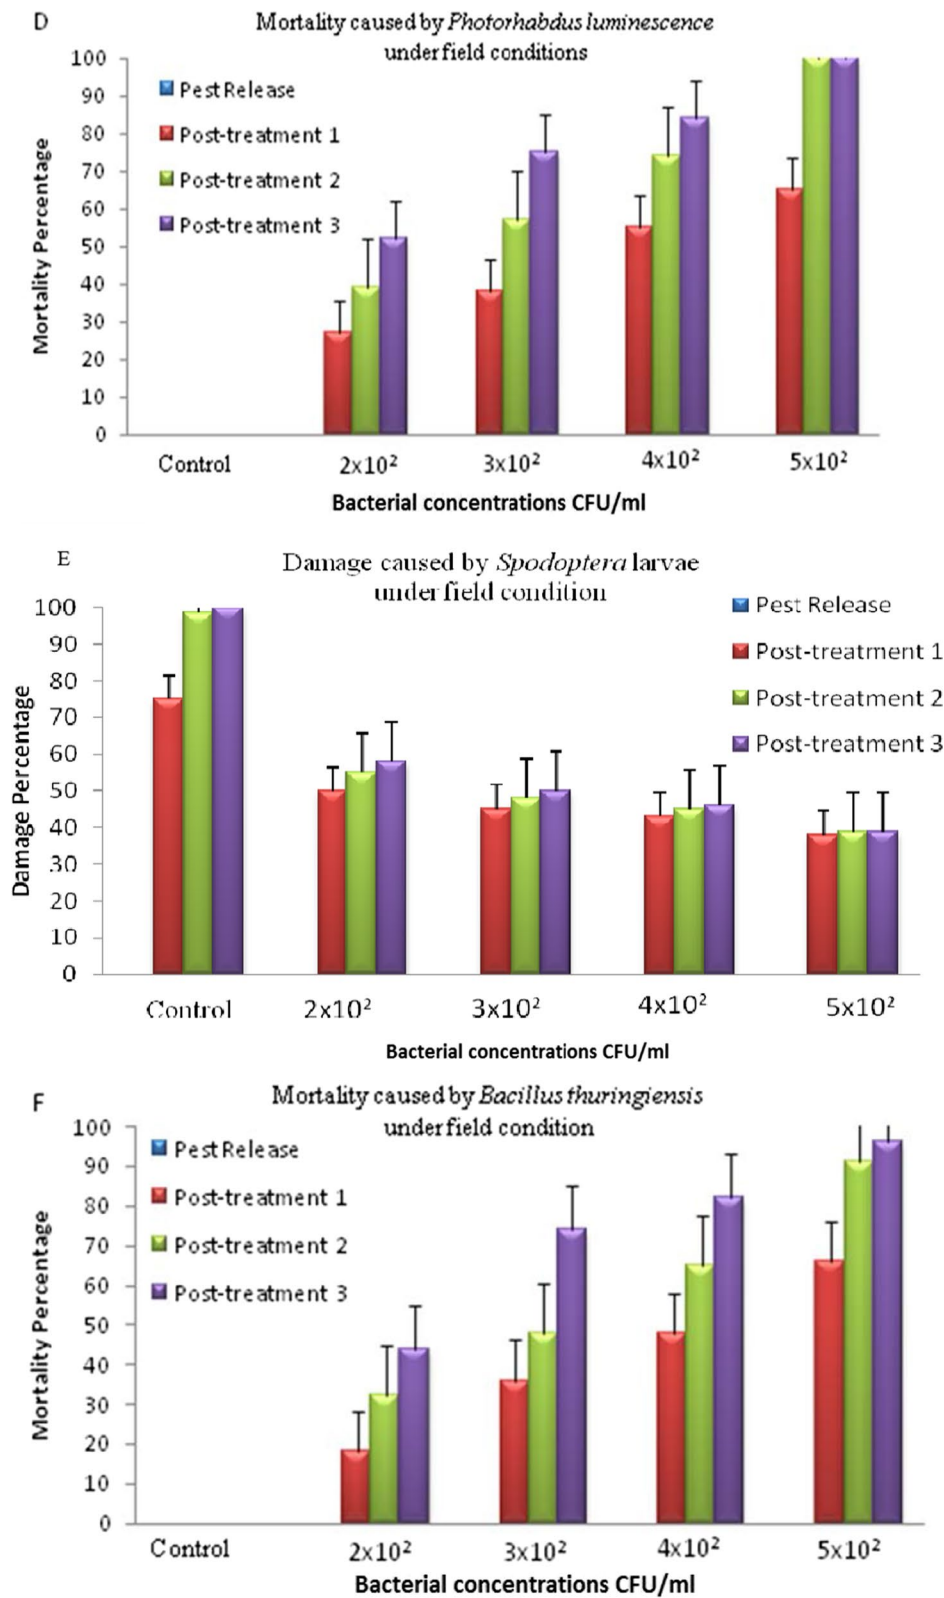 D
Mortality caused by Photorhabdus luminescence
under field conditions
100
90
80
70
60
50
40
30
20
10
0
Mortality Percentage
Pest Release
Post-treatment 1
Post-treatment 2
Post-treatment 3
Control 2x10² 3x10² 4x10² 5x10²
Bacterial concentrations CFU/ml
E
Damage caused by Spodoptera larvae
under field condition
100
90
80
70
60
50
40
30
20
10
0
Damage Percentage
Pest Release
Post-treatment 1
Post-treatment 2
Post-treatment 3
Control 2x10² 3x10² 4x10² 5x10²
Bacterial concentrations CFU/ml
F
Mortality caused by Bacillus thuringiensis
under field condition
100
90
80
70
60
50
40
30
20
10
0
Mortality Percentage
Pest Release
Post-treatment 1
Post-treatment 2
Post-treatment 3
Control 2x10² 3x10² 4x10² 5x10²
Bacterial concentrations CFU/ml